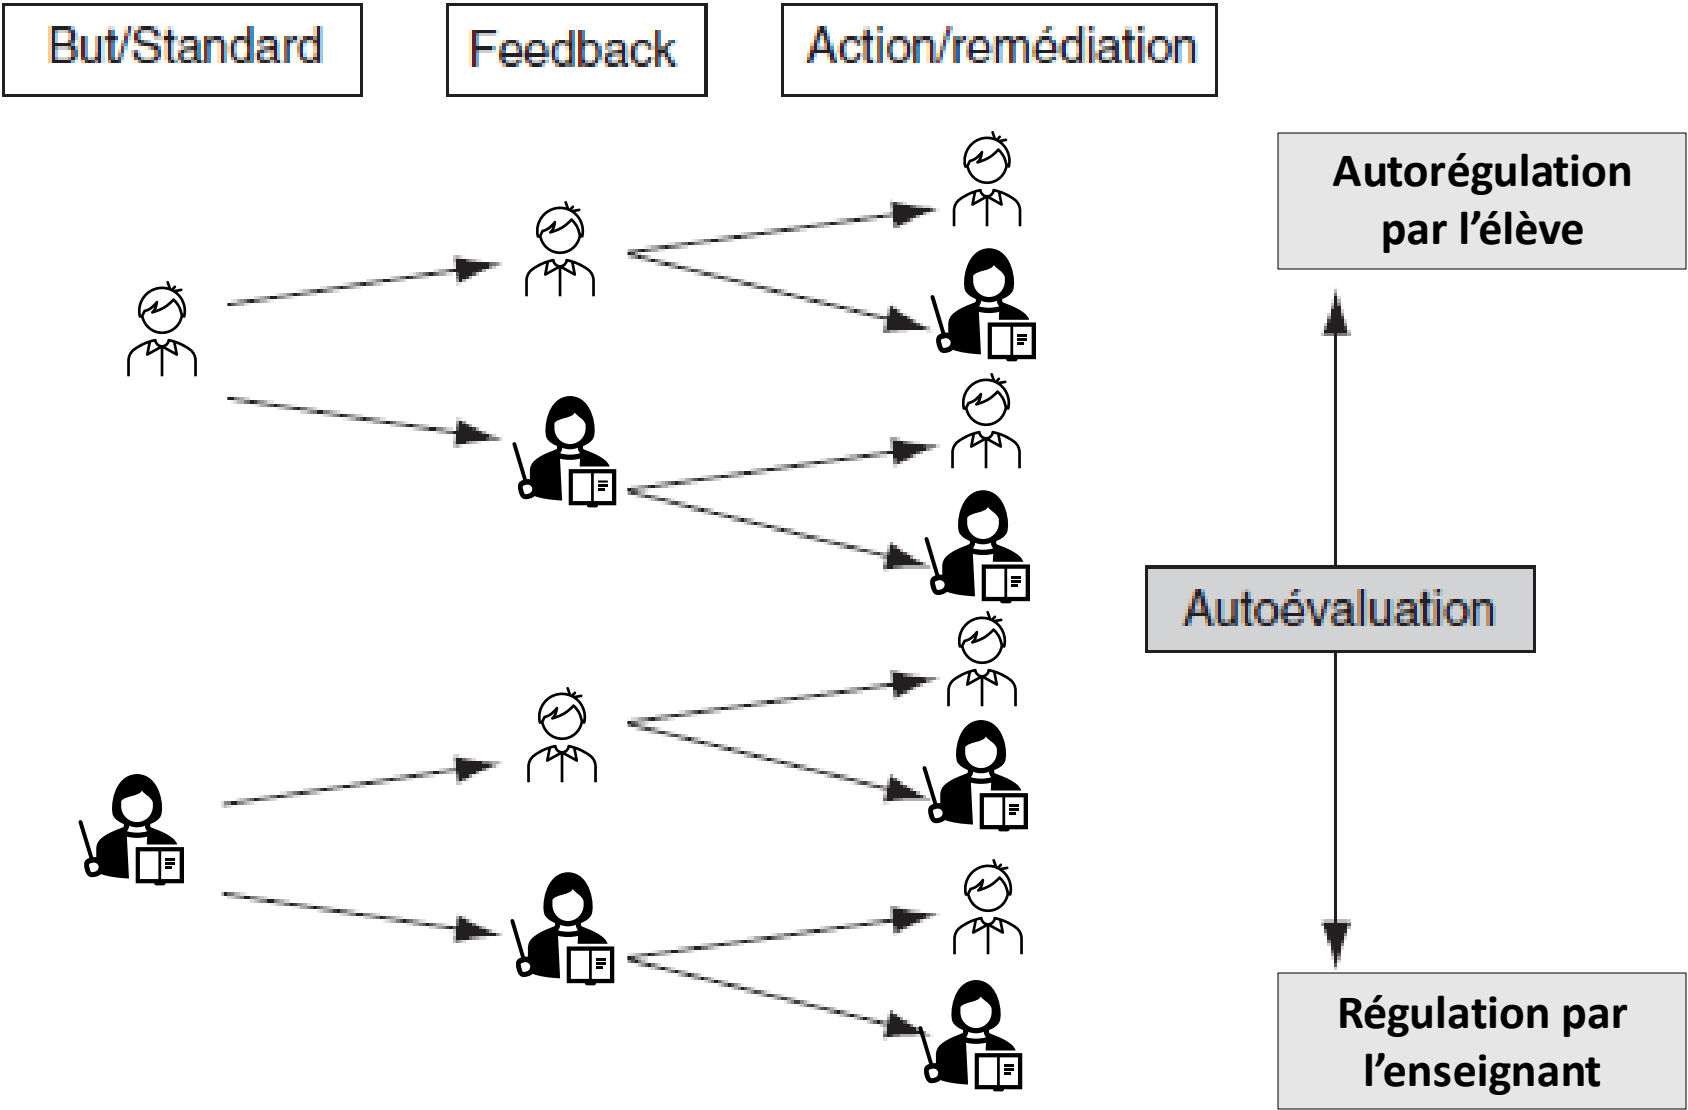 But/Standard
Feedback
Action/remédiation
Autorégulation
par l’élève
Autoévaluation
Régulation par
l’enseignant